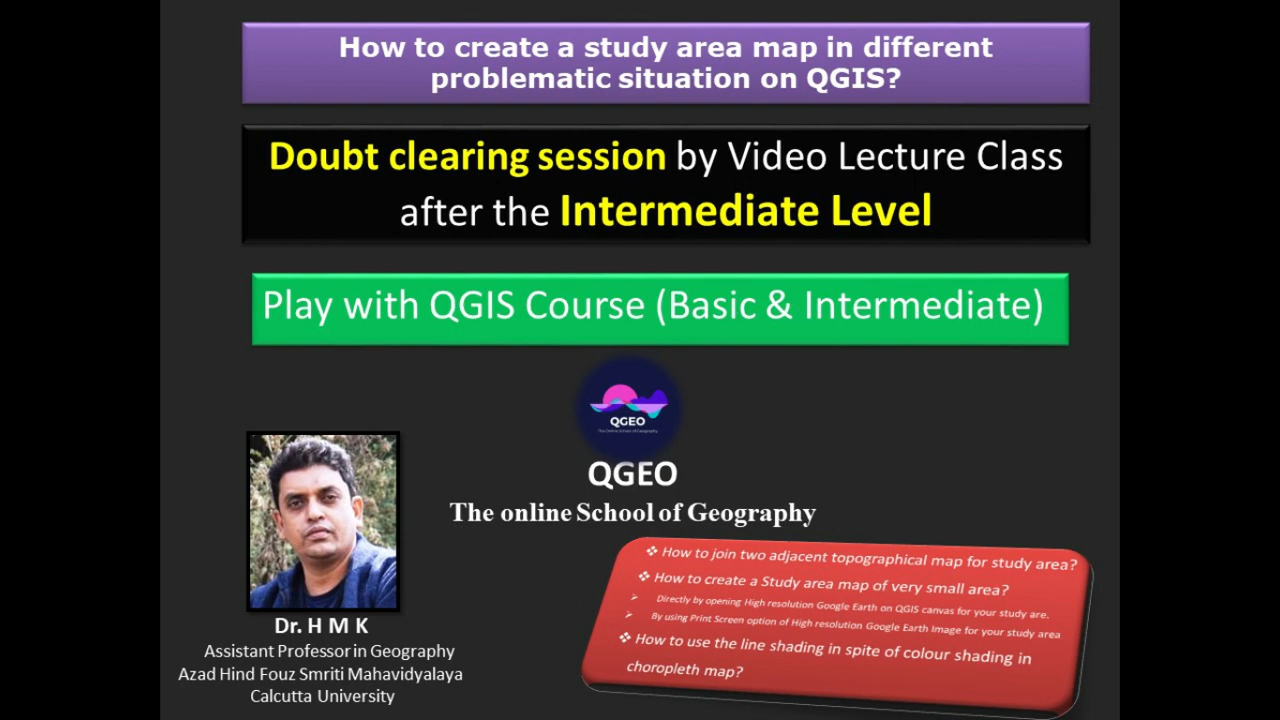 How to create a study area map in different
problematic situation on QGIS?
Doubt clearing session by Video Lecture Class
after the Intermediate Level
Play with QGIS Course (Basic & Intermediate)
QGEO
The Online School of Geography
QGEO
The online School of Geography
Dr. H M K
Assistant Professor in Geography
Azad Hind Fouz Smriti Mahavidyalaya
Calcutta University
❖ How to join two adjacent topographical map for study area?
❖ How to create a Study area map of very small area?
➢ Directly by opening High resolution Google Earth on QGIS canvas for your study are.
➢ By using Print Screen option of High resolution Google Earth Image for your study area
❖ How to use the line shading in spite of colour shading in
choropleth map?